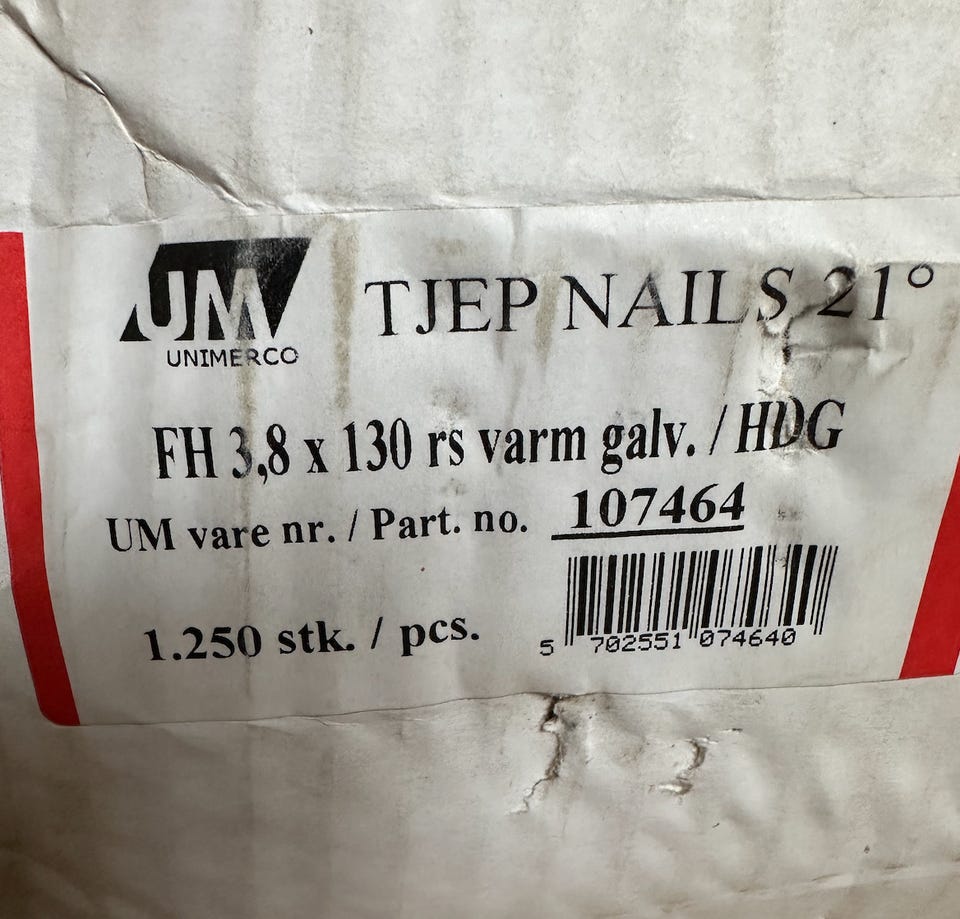 UM
UNIMERCO
TJEP NAILS 21°
FH 3,8 x 130 rs varm galv. / HDG
UM vare nr. / Part. no. 107464
1.250 stk. / pcs.
5 702551 074640